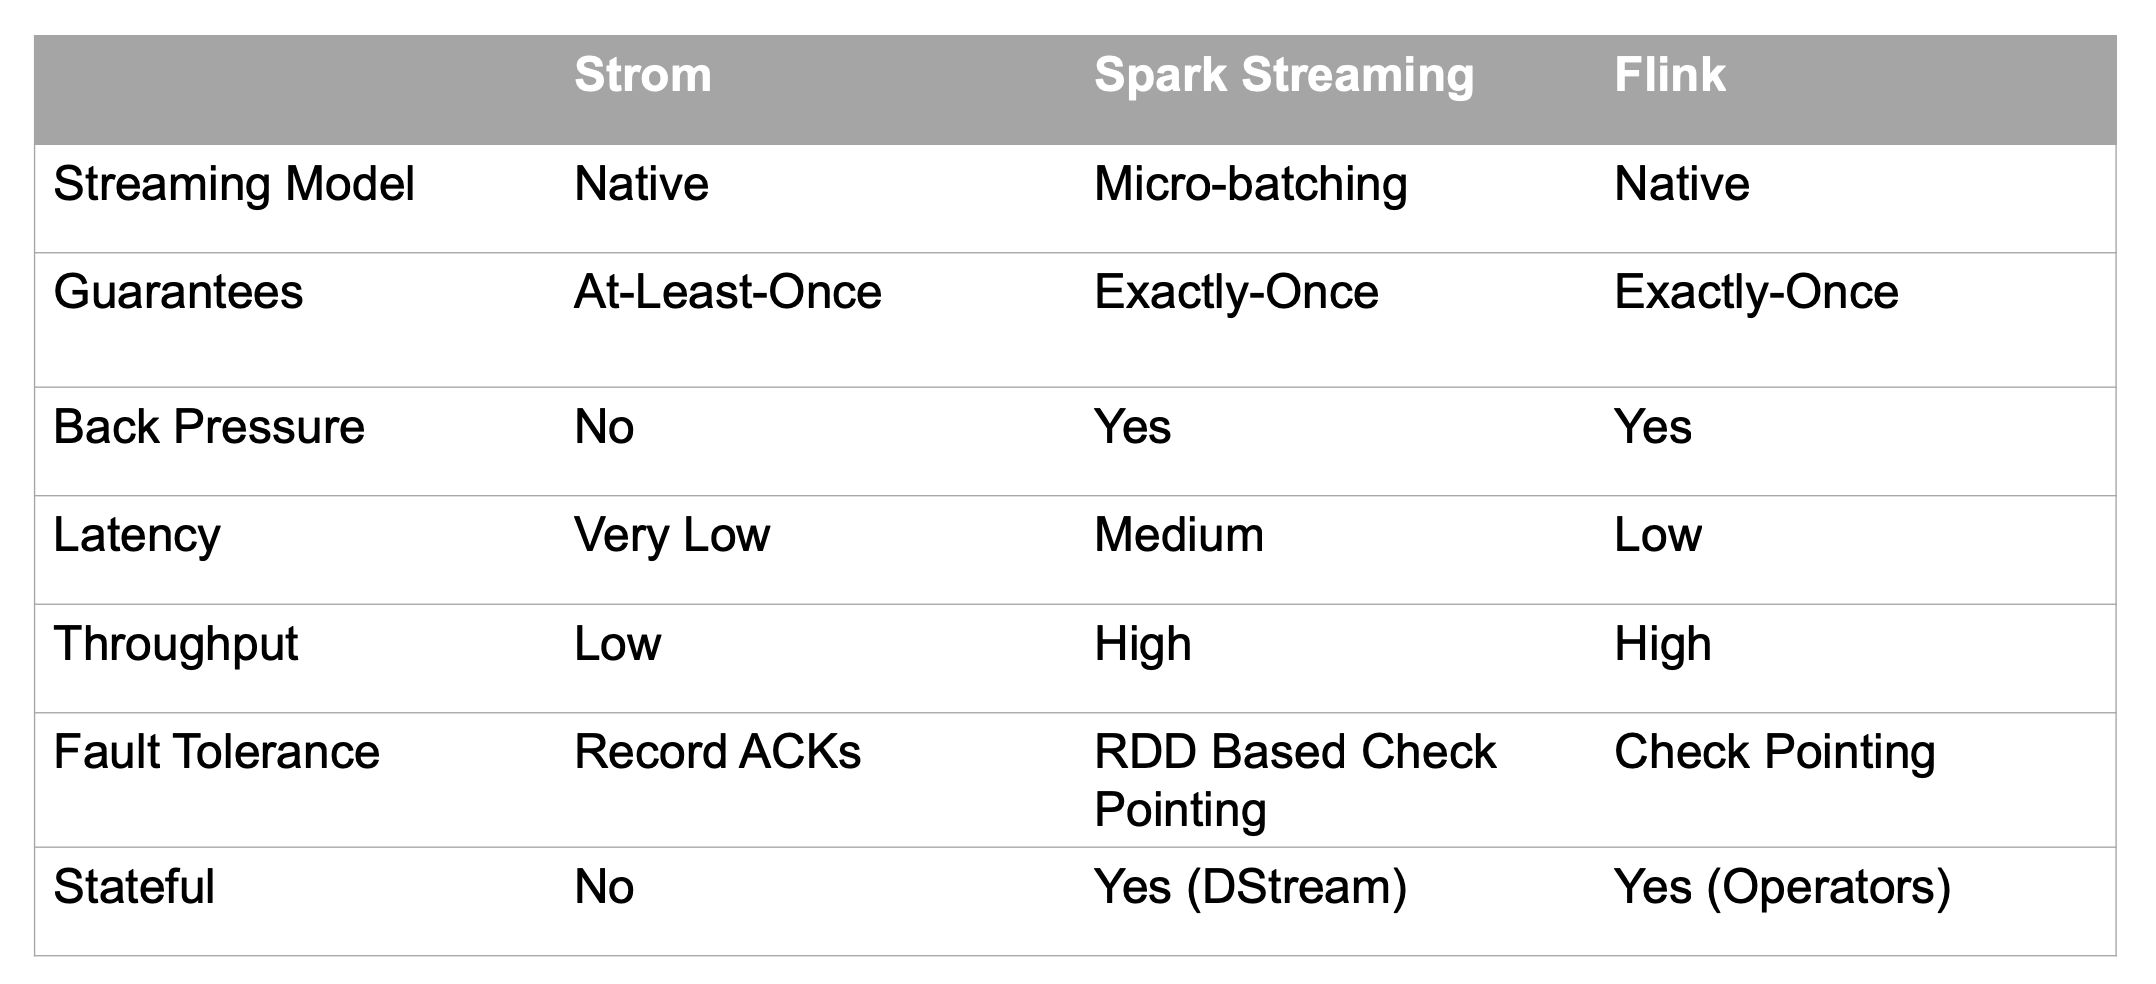 Strom Spark Streaming Flink
Streaming Model Native Micro-batching Native
Guarantees At-Least-Once Exactly-Once Exactly-Once
Back Pressure No Yes Yes
Latency Very Low Medium Low
Throughput Low High High
Fault Tolerance Record ACKs RDD Based Check Check Pointing
Pointing
Stateful No Yes (DStream) Yes (Operators)